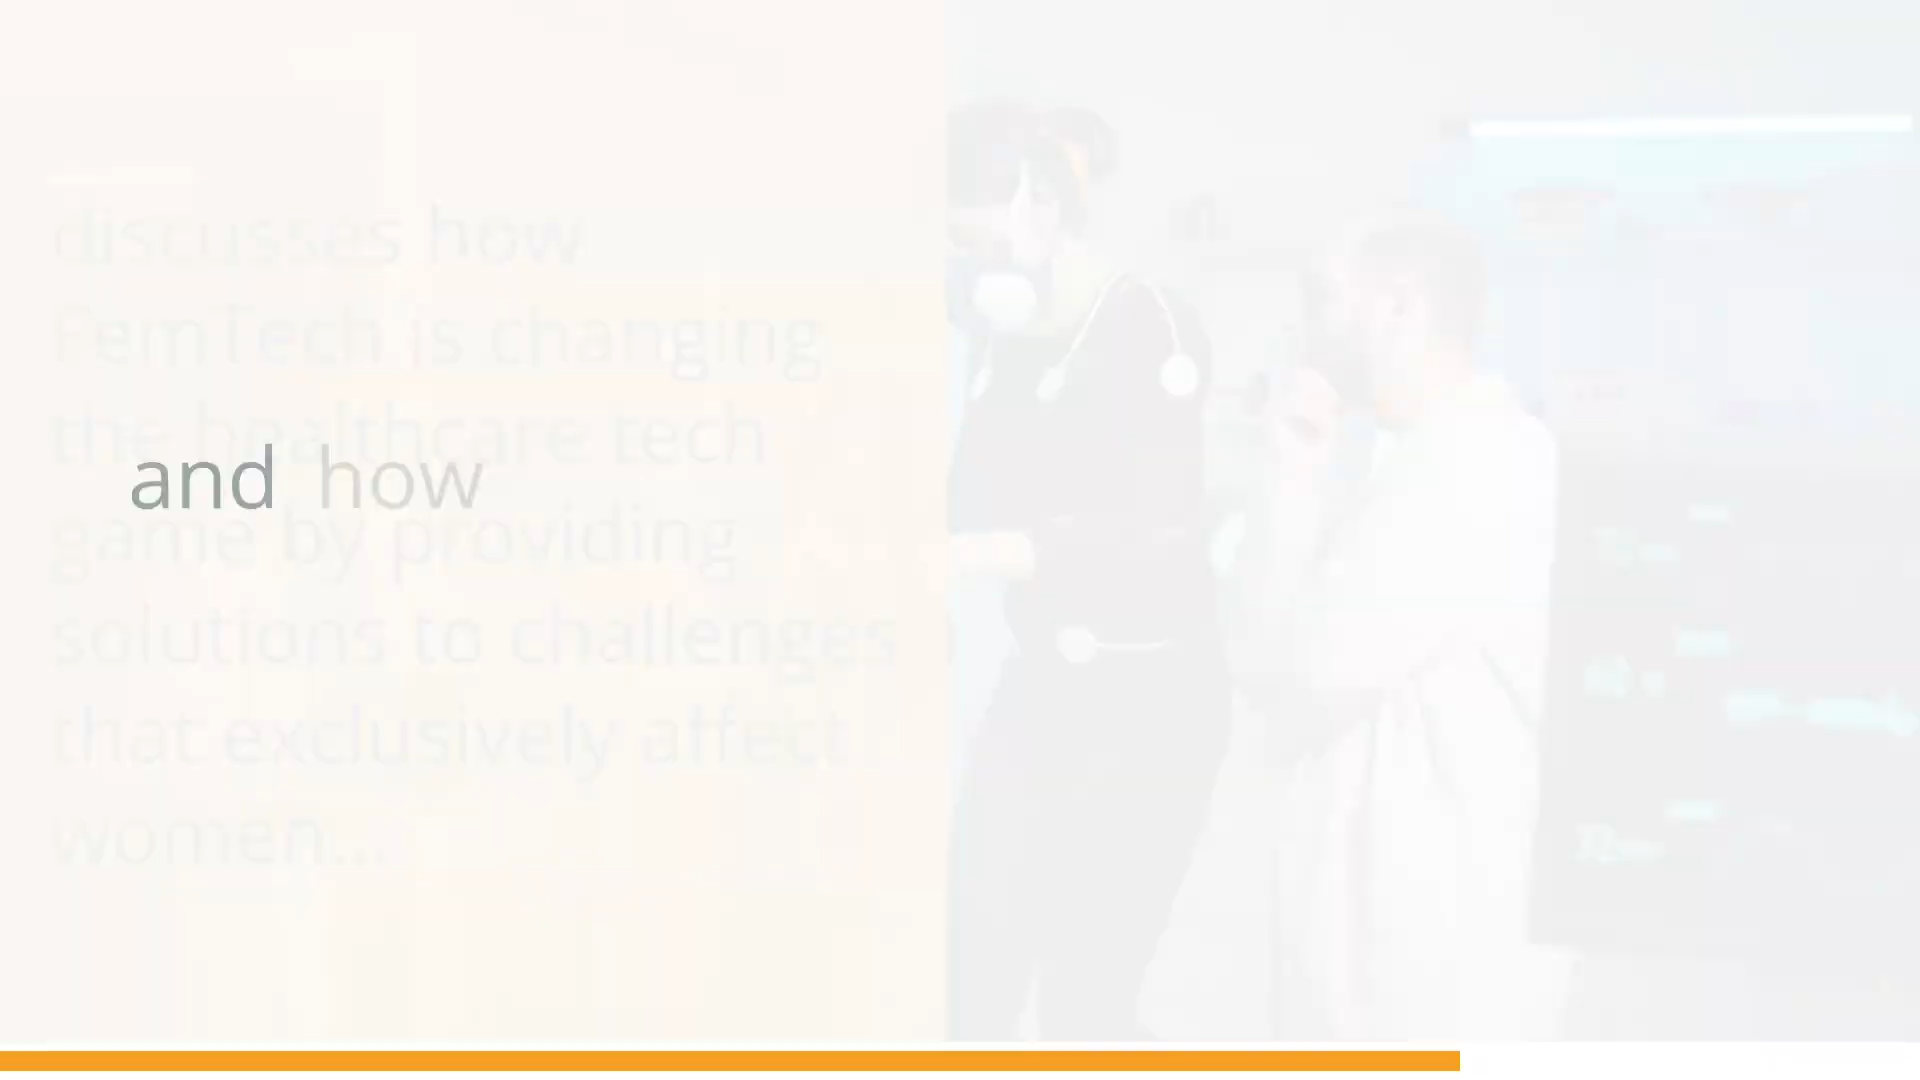 discusses how
FemTech is changing
the healthcare tech
and how
game by providing
solutions to challenges
that exclusively affect
women...